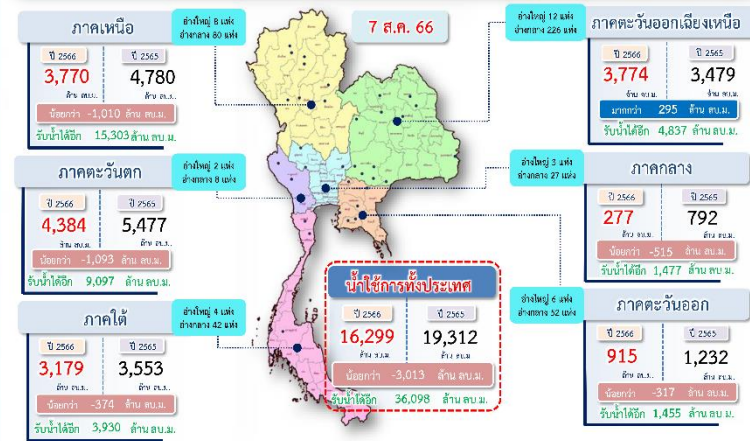 7 ส.ค. 66
ภาคเหนือ
ปี 2566 ปี 2565
3,770 4,780
ล้าน ลบ.ม. ล้าน ลบ.ม.
น้อยกว่า -1,010 ล้าน ลบ.ม.
รับน้ำได้อีก 15,303 ล้าน ลบ.ม.
อ่างใหญ่ 8 แห่ง
อ่างกลาง 80 แห่ง
อ่างใหญ่ 12 แห่ง
อ่างกลาง 226 แห่ง
ภาคตะวันออกเฉียงเหนือ
ปี 2566 ปี 2565
3,774 3,479
ล้าน ลบ.ม. ล้าน ลบ.ม.
มากกว่า 295 ล้าน ลบ.ม.
รับน้ำได้อีก 4,837 ล้าน ลบ.ม.
ภาคตะวันตก
ปี 2566 ปี 2565
4,384 5,477
ล้าน ลบ.ม. ล้าน ลบ.ม.
น้อยกว่า -1,093 ล้าน ลบ.ม.
รับน้ำได้อีก 9,097 ล้าน ลบ.ม.
อ่างใหญ่ 2 แห่ง
อ่างกลาง 8 แห่ง
อ่างใหญ่ 3 แห่ง
อ่างกลาง 27 แห่ง
ภาคกลาง
ปี 2566 ปี 2565
277 792
ล้าน ลบ.ม. ล้าน ลบ.ม.
น้อยกว่า -515 ล้าน ลบ.ม.
รับน้ำได้อีก 1,477 ล้าน ลบ.ม.
ภาคใต้
ปี 2566 ปี 2565
3,179 3,553
ล้าน ลบ.ม. ล้าน ลบ.ม.
น้อยกว่า -374 ล้าน ลบ.ม.
รับน้ำได้อีก 3,930 ล้าน ลบ.ม.
อ่างใหญ่ 4 แห่ง
อ่างกลาง 42 แห่ง
น้ำใช้การทั้งประเทศ
ปี 2566 ปี 2565
16,299 19,312
ล้าน ลบ.ม. ล้าน ลบ.ม.
น้อยกว่า -3,013 ล้าน ลบ.ม.
รับน้ำได้อีก 36,098 ล้าน ลบ.ม.
อ่างใหญ่ 6 แห่ง
อ่างกลาง 52 แห่ง
ภาคตะวันออก
ปี 2566 ปี 2565
915 1,232
ล้าน ลบ.ม. ล้าน ลบ.ม.
น้อยกว่า -317 ล้าน ลบ.ม.
รับน้ำได้อีก 1,455 ล้าน ลบ.ม.